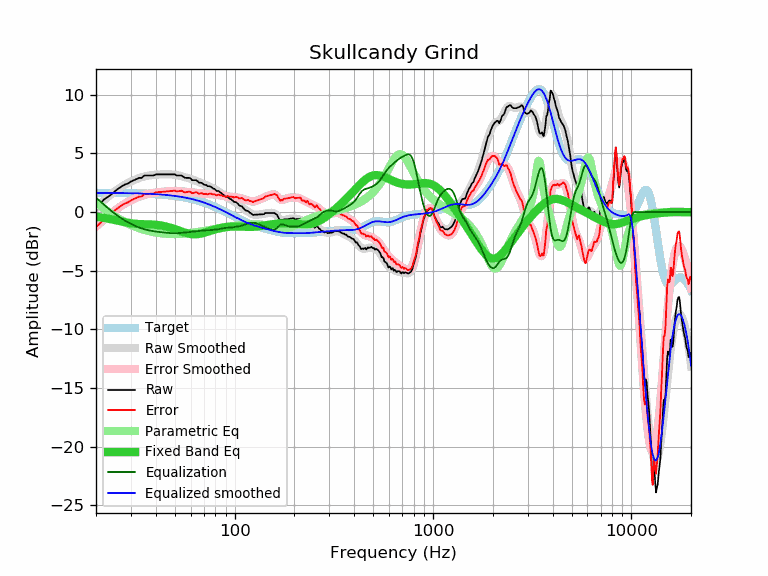 Skullcandy Grind
10
5
0
−5
−10
−15
−20
−25
Amplitude (dBr)
Target
Raw Smoothed
Error Smoothed
Raw
Error
Parametric Eq
Fixed Band Eq
Equalization
Equalized smoothed
100 1000 10000
Frequency (Hz)